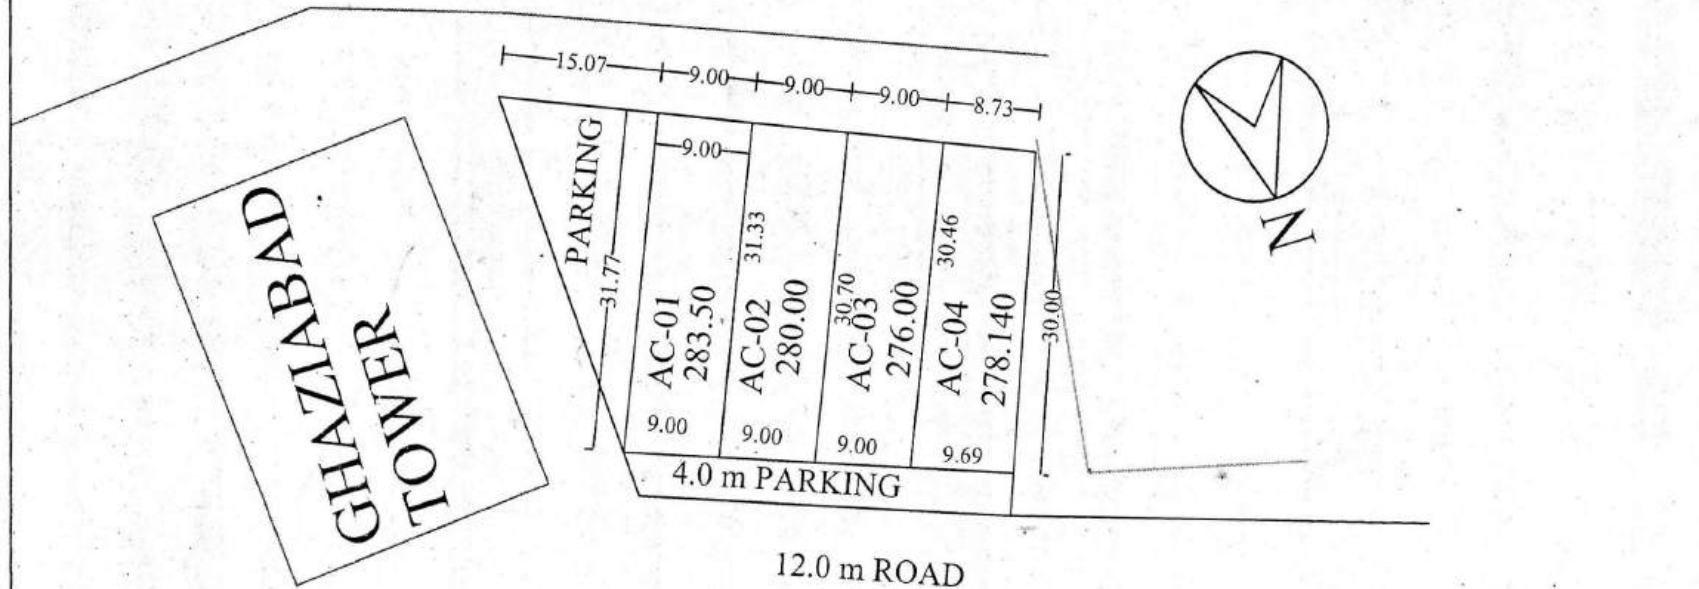 15.07
9.00
9.00
9.00
8.73
PARKING
9.00
31.77
31.33
30.70
30.46
30.00
AC-01
283.50
AC-02
280.00
AC-03
276.00
AC-04
278.140
9.00
9.00
9.00
9.69
4.0 m PARKING
12.0 m ROAD
GHAZIABAD
TOWER
N